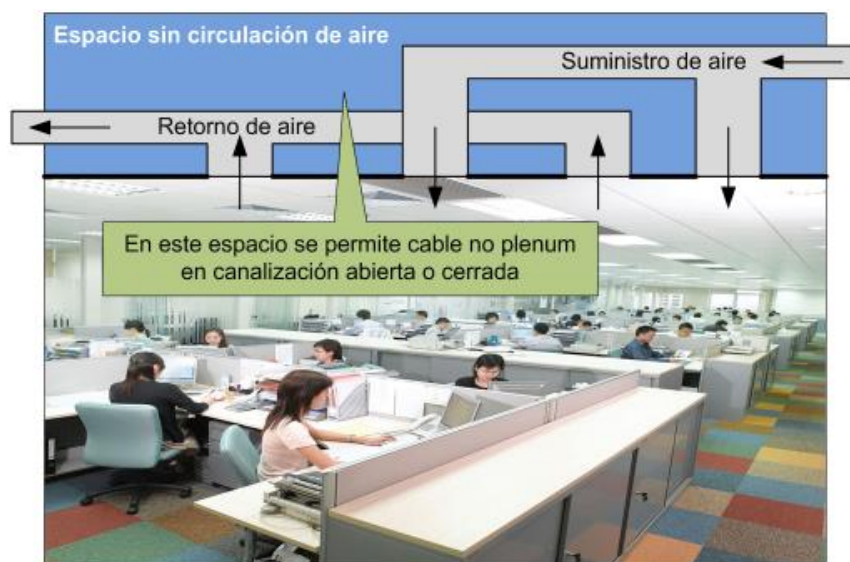 Espacio sin circulación de aire
Suministro de aire
Retorno de aire
En este espacio se permite cable no plenum
en canalización abierta o cerrada